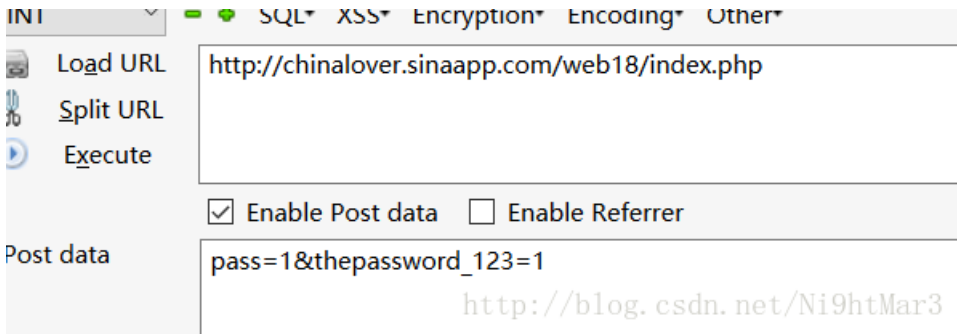 INT SQL▾ XSS▾ Encryption▾ Encoding▾ Other▾
Load URL
http://chinalover.sinaapp.com/web18/index.php
Split URL
Execute
Enable Post data Enable Referrer
Post data
pass=1&thepassword_123=1
http://blog.csdn.net/Ni9htMar3